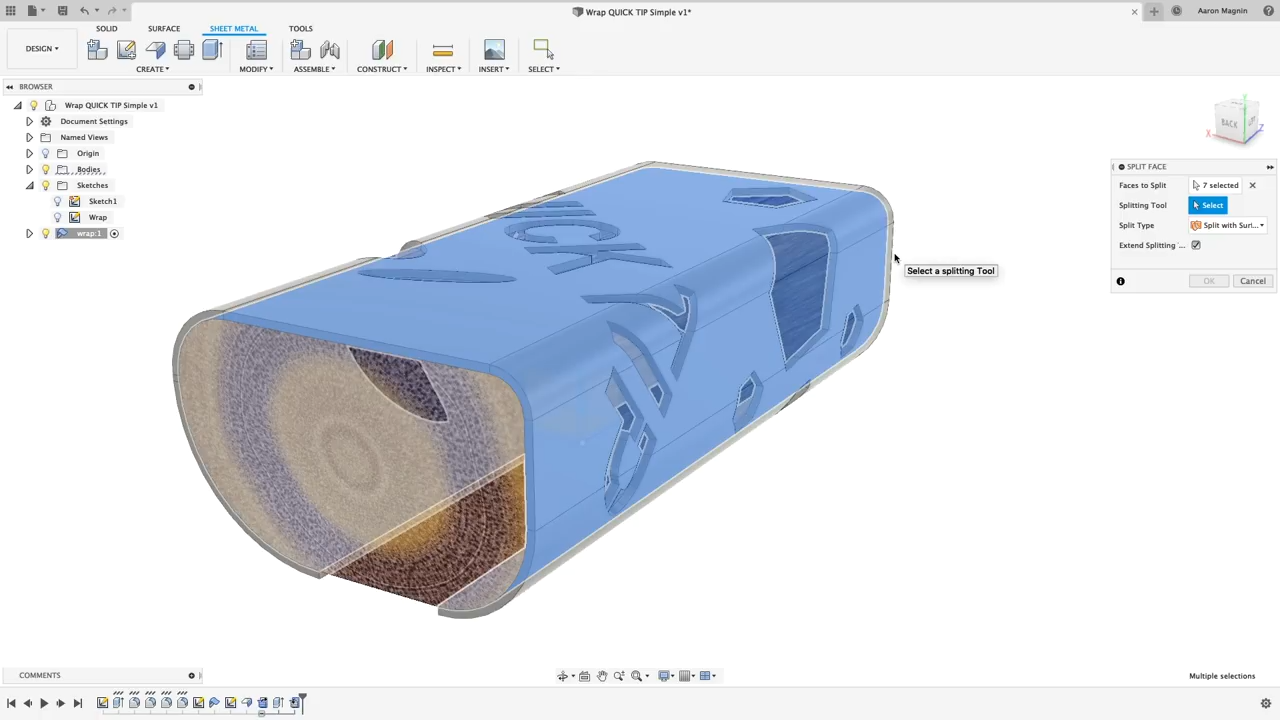 Wrap QUICK TIP Simple v1*
Aaron Magnin
DESIGN
SOLID
SURFACE
SHEET METAL
TOOLS
CREATE
MODIFY
ASSEMBLE
CONSTRUCT
INSPECT
INSERT
SELECT
BROWSER
Wrap QUICK TIP Simple v1
Document Settings
Named Views
Origin
Bodies
Sketches
Sketch1
Wrap
wrap:1
BACK
LEFT
X
Z
SPLIT FACE
Faces to Split
7 selected
Splitting Tool
Select
Split Type
Split with Surf...
Extend Splitting ...
OK
Cancel
Select a splitting Tool
ICK
COMMENTS
Multiple selections